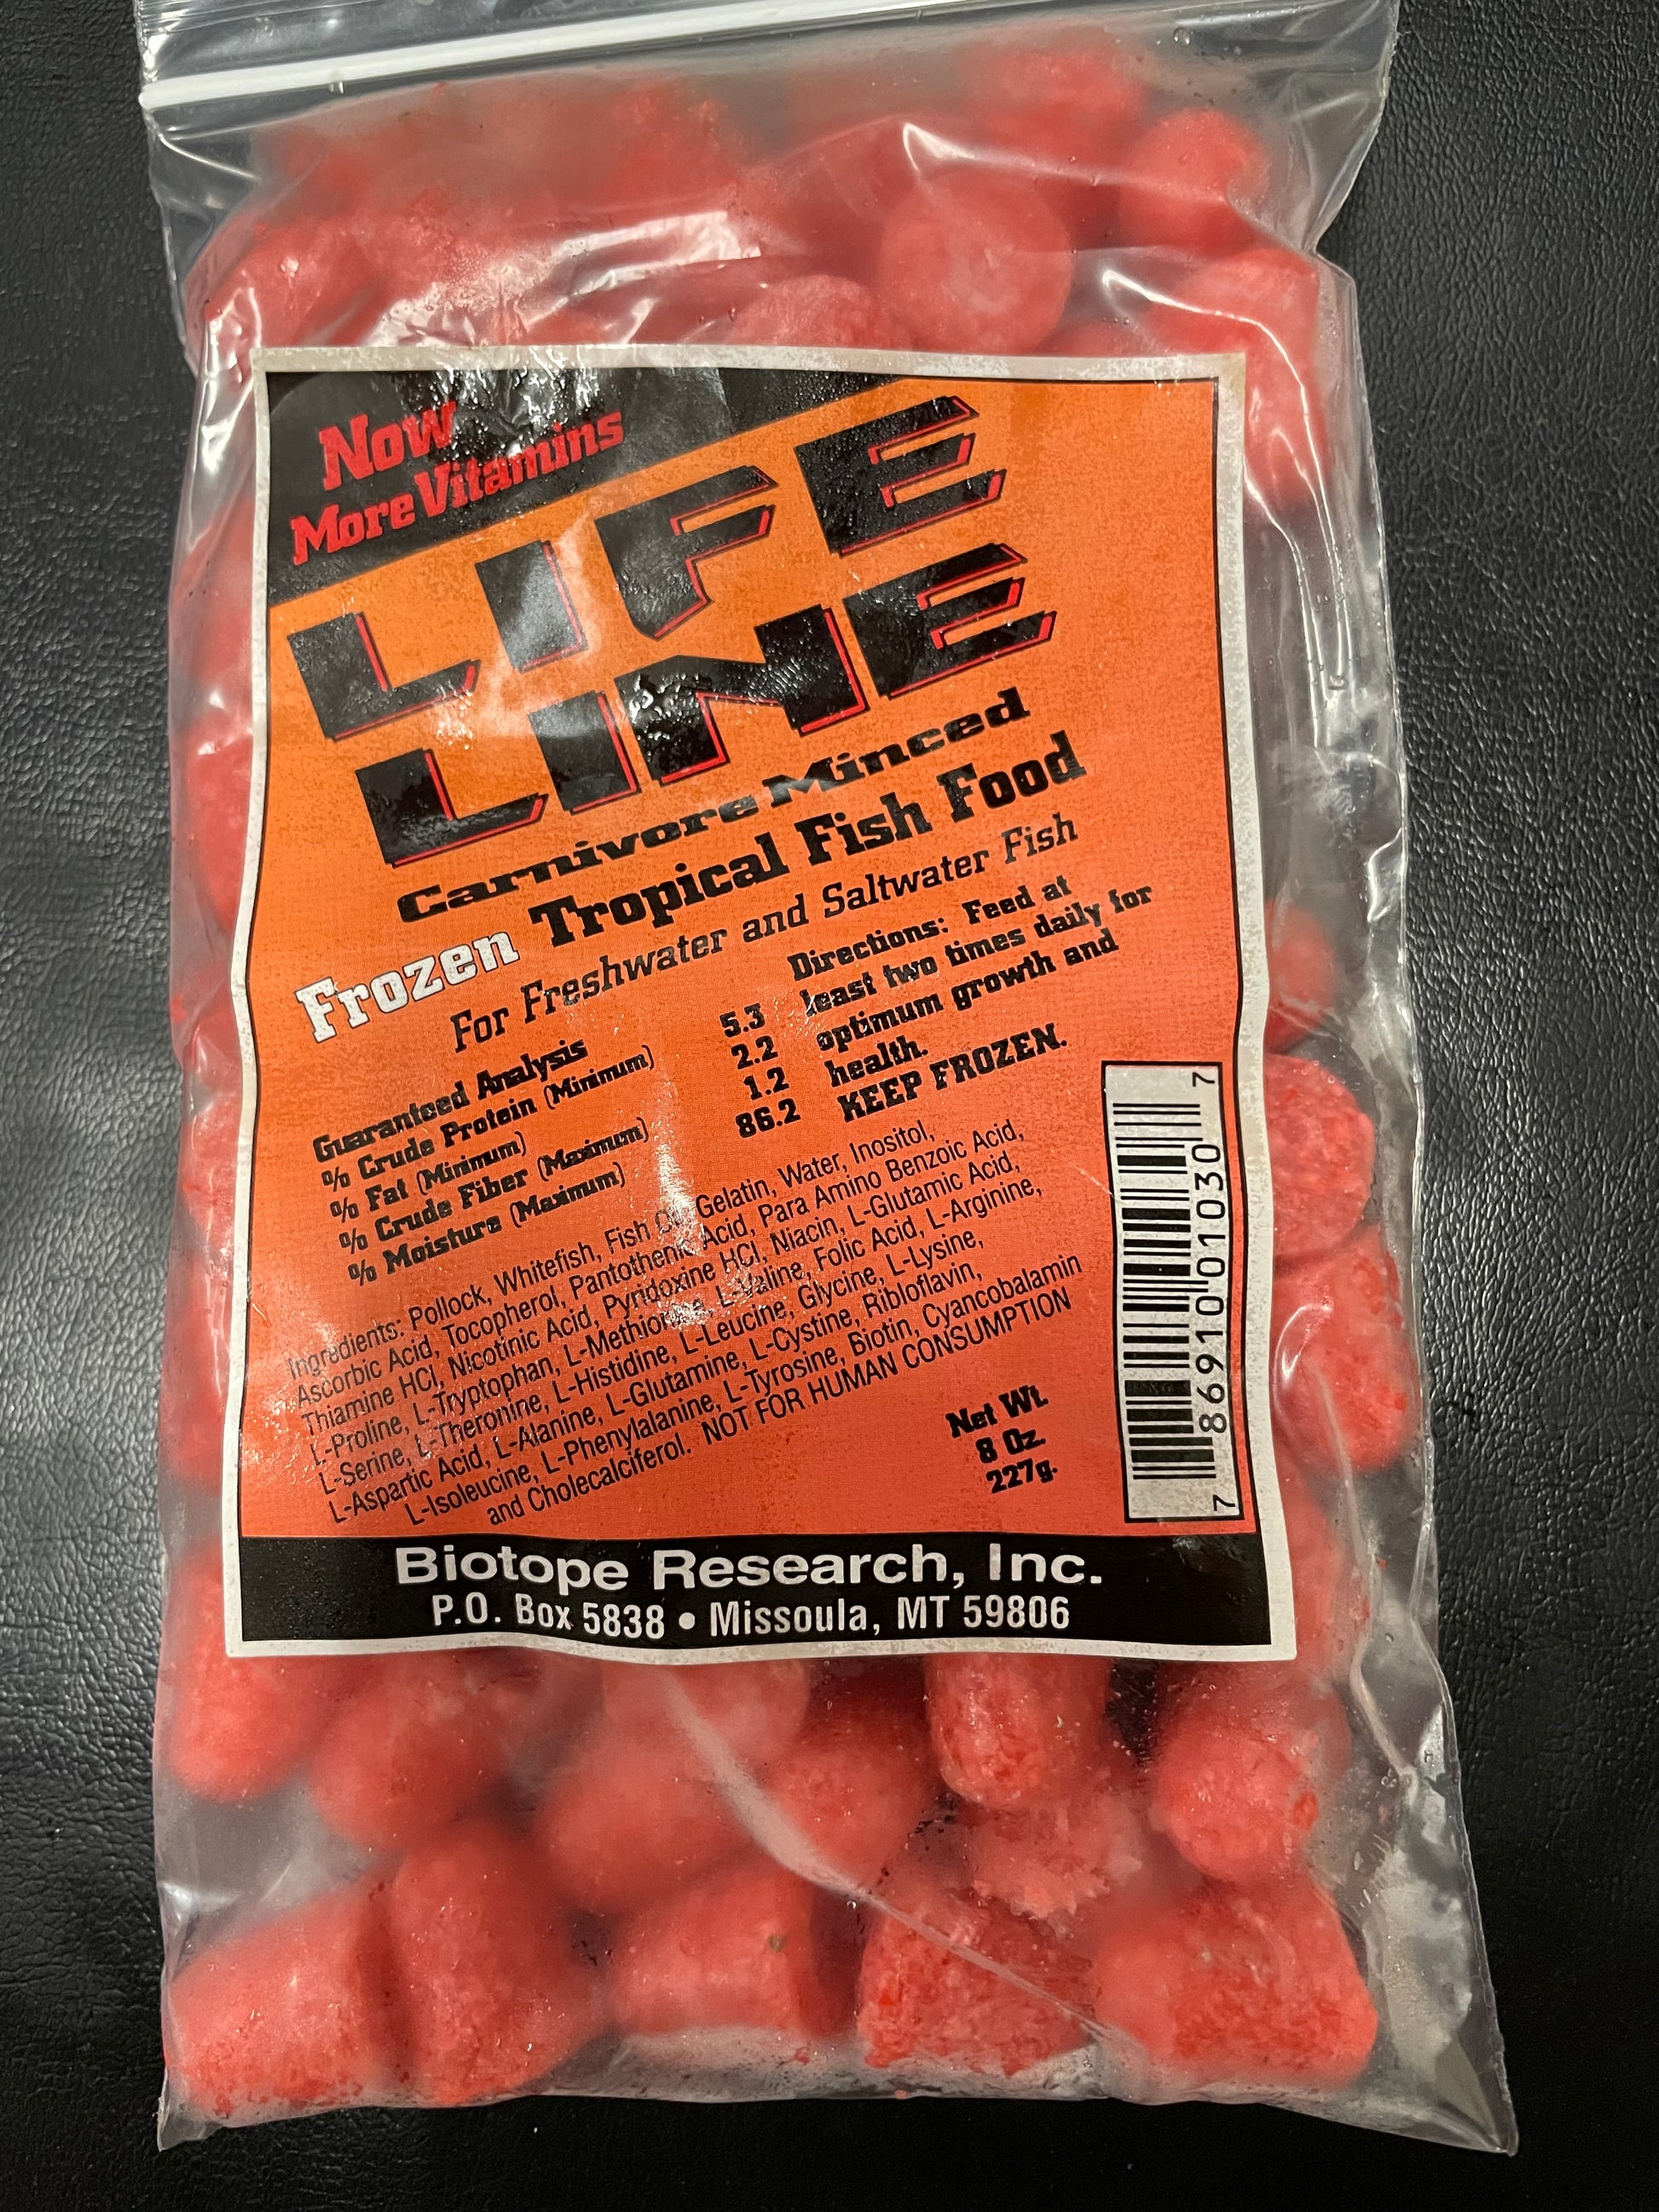 Now
More Vitamins
LIFE
LINE
Carnivore Minced
Frozen Tropical Fish Food
For Freshwater and Saltwater Fish
Guaranteed Analysis
% Crude Protein (Minimum) 5.3
% Fat (Minimum) 2.2
% Crude Fiber (Maximum) 1.2
% Moisture (Maximum) 86.2
Directions: Feed at
least two times daily for
optimum growth and
health.
KEEP FROZEN.
Ingredients: Pollock, Whitefish, Fish Oil, Gelatin, Water, Inositol,
Ascorbic Acid, Tocopherol, Pantothenic Acid, Para Amino Benzoic Acid,
Thiamine HCl, Nicotinic Acid, Pyridoxine HCl, Niacin, L-Glutamic Acid,
L-Proline, L-Tryptophan, L-Methionine, L-Valine, Folic Acid, L-Arginine,
L-Serine, L-Theronine, L-Histidine, L-Leucine, Glycine, L-Lysine,
L-Aspartic Acid, L-Alanine, L-Glutamine, L-Cystine, Ribloflavin,
L-Isoleucine, L-Phenylalanine, L-Tyrosine, Biotin, Cyancobalamin
and Cholecalciferol. NOT FOR HUMAN CONSUMPTION
Net Wt.
8 Oz.
227g.
7 86910 01030 7
Biotope Research, Inc.
P.O. Box 5838 • Missoula, MT 59806